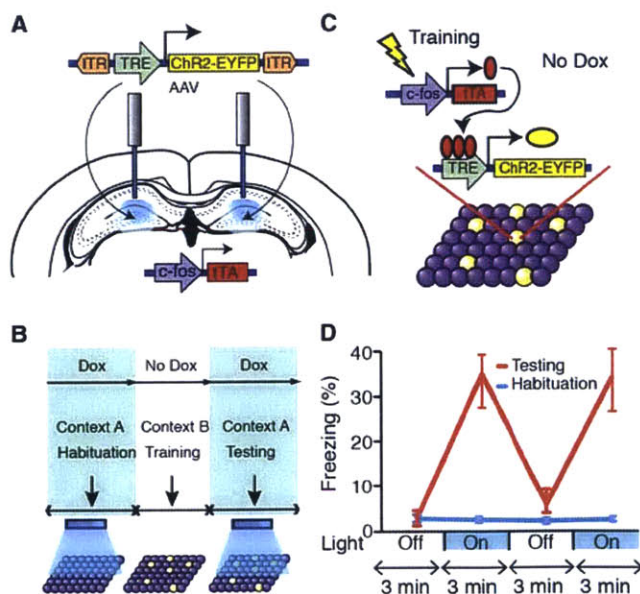 A
ITR
TRE
ChR2-EYFP
ITR
AAV
c-fos
tTA
B
Dox
No Dox
Dox
Context A
Habituation
Context B
Training
Context A
Testing
C
Training
No Dox
c-fos
tTA
TRE
ChR2-EYFP
D
Testing
Habituation
Freezing (%)
40
30
20
10
0
Light
Off
On
Off
On
3 min
3 min
3 min
3 min